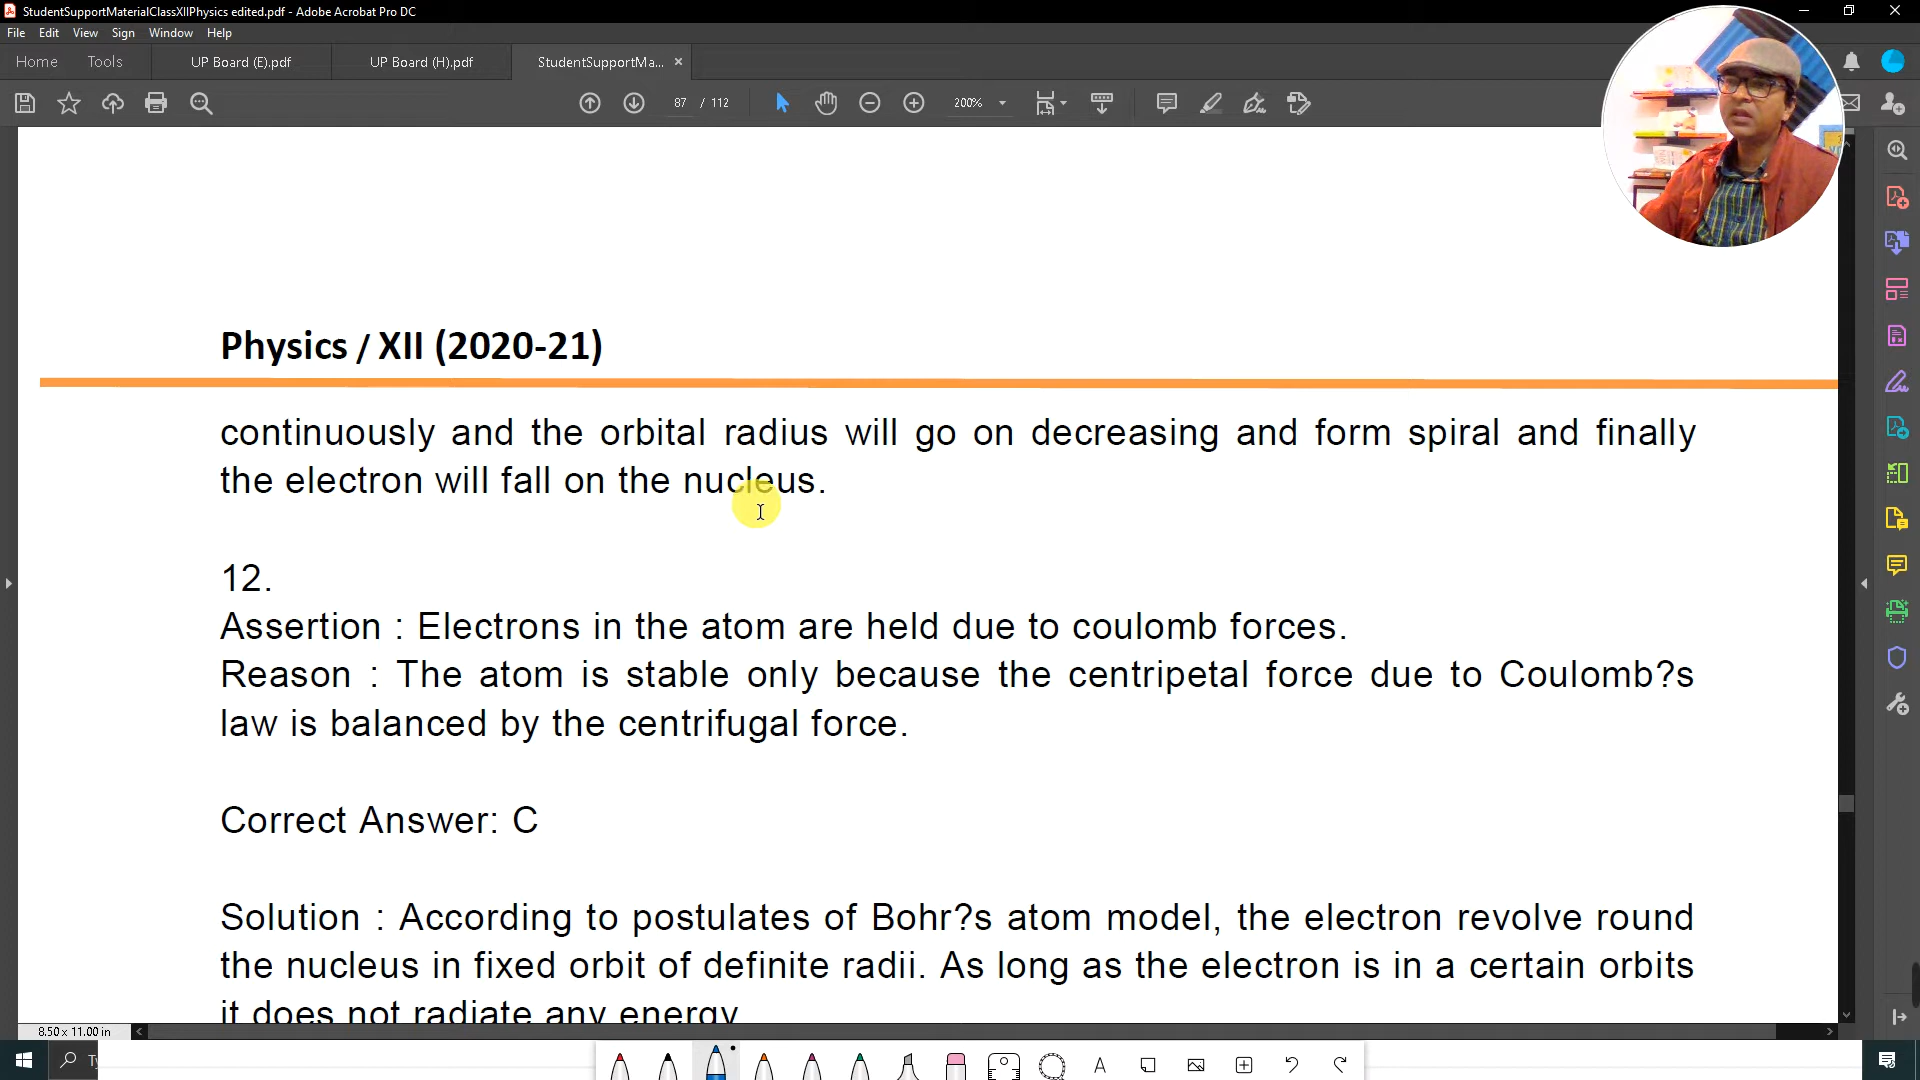 StudentSupportMaterialClassXIIPhysics edited.pdf - Adobe Acrobat Pro DC
File Edit View Sign Window Help
Home Tools UP Board (E).pdf UP Board (H).pdf StudentSupportMa... ×
87 / 112 200%
Physics / XII (2020-21)
continuously and the orbital radius will go on decreasing and form spiral and finally
the electron will fall on the nucleus.
12.
Assertion : Electrons in the atom are held due to coulomb forces.
Reason : The atom is stable only because the centripetal force due to Coulomb?s
law is balanced by the centrifugal force.
Correct Answer: C
Solution : According to postulates of Bohr?s atom model, the electron revolve round
the nucleus in fixed orbit of definite radii. As long as the electron is in a certain orbits
it does not radiate any energy
8.50 x 11.00 in